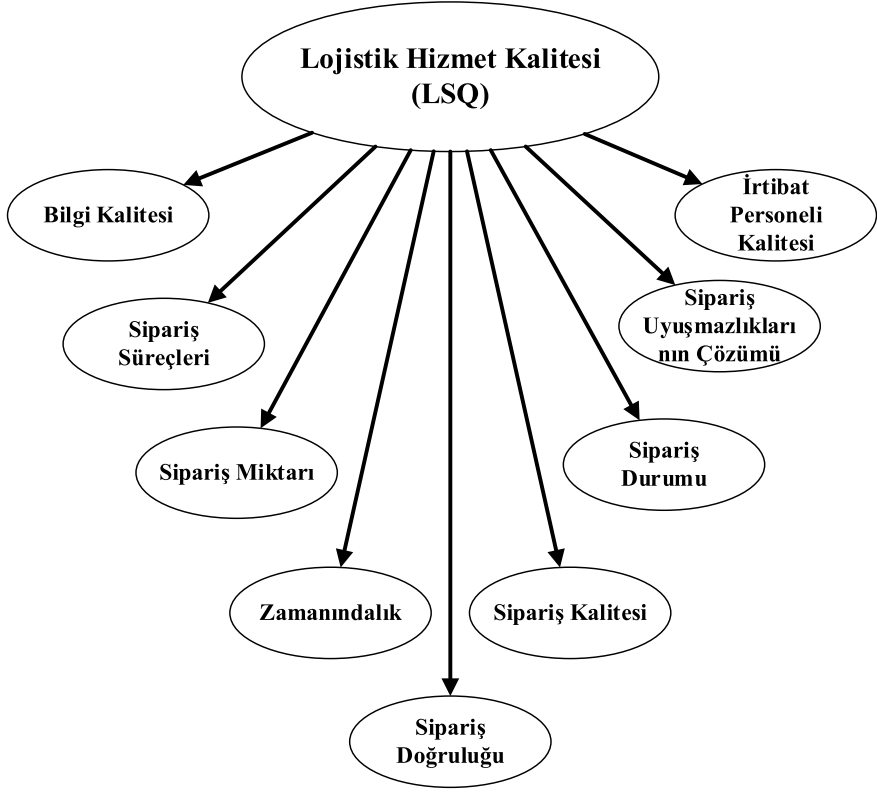 Lojistik Hizmet Kalitesi
(LSQ)
Bilgi Kalitesi
İrtibat
Personeli
Kalitesi
Sipariş
Süreçleri
Sipariş
Uyuşmazlıkları
nın Çözümü
Sipariş Miktarı
Sipariş
Durumu
Zamanındalık
Sipariş Kalitesi
Sipariş
Doğruluğu